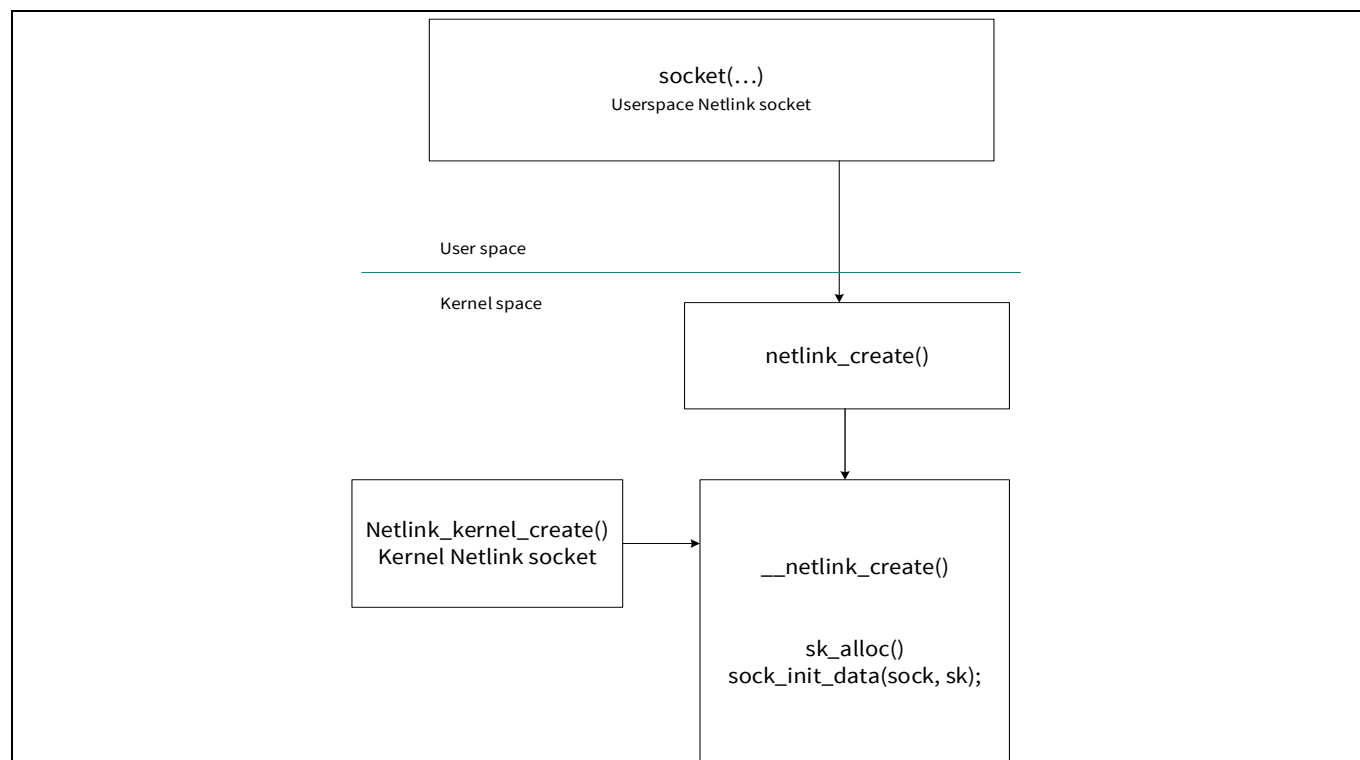 socket(…)
Userspace Netlink socket
User space
Kernel space
netlink_create()
Netlink_kernel_create()
Kernel Netlink socket
__netlink_create()
sk_alloc()
sock_init_data(sock, sk);